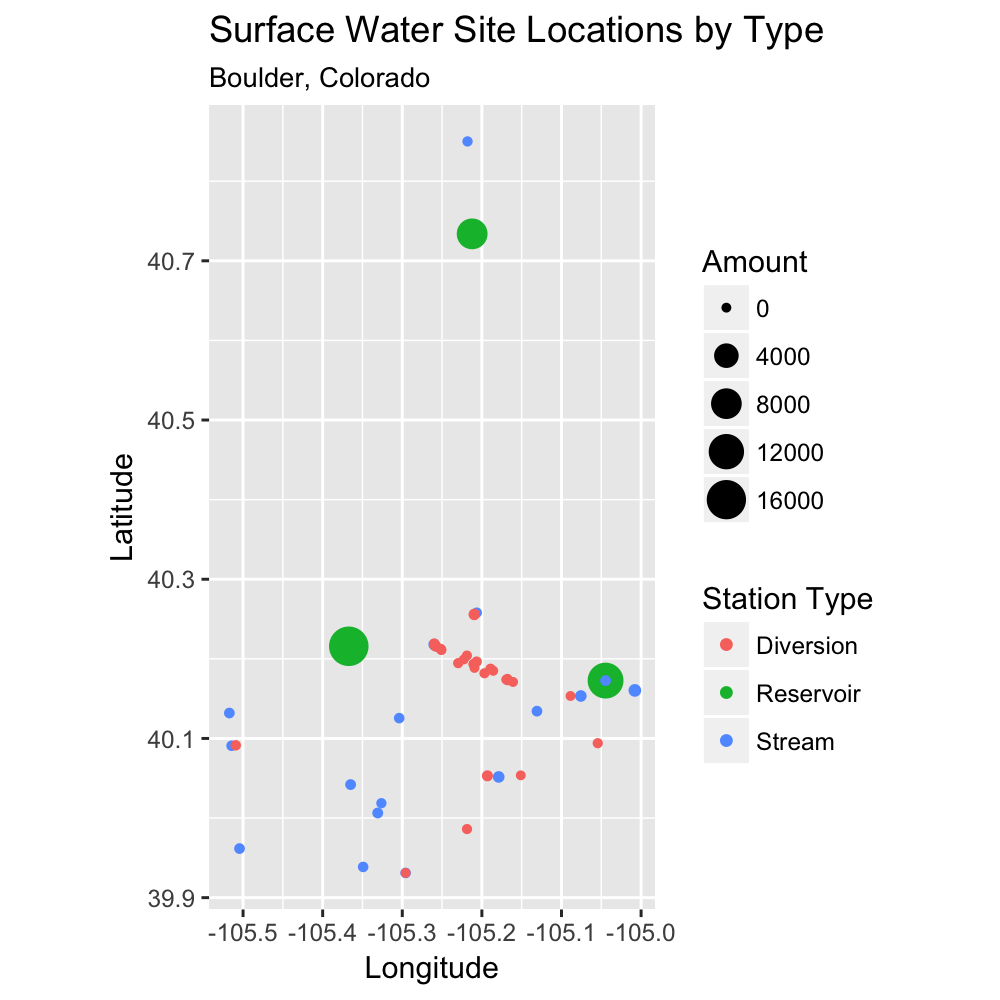 Surface Water Site Locations by Type
Boulder, Colorado
Latitude
40.7
40.5
40.3
40.1
39.9
-105.5 -105.4 -105.3 -105.2 -105.1 -105.0
Longitude
Amount
0
4000
8000
12000
16000
Station Type
Diversion
Reservoir
Stream